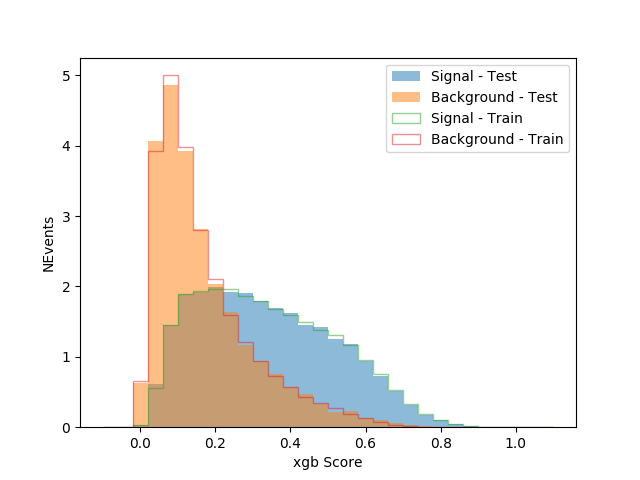 Signal - Test
Background - Test
Signal - Train
Background - Train
NEvents
5
4
3
2
1
0
0.0 0.2 0.4 0.6 0.8 1.0
xgb Score